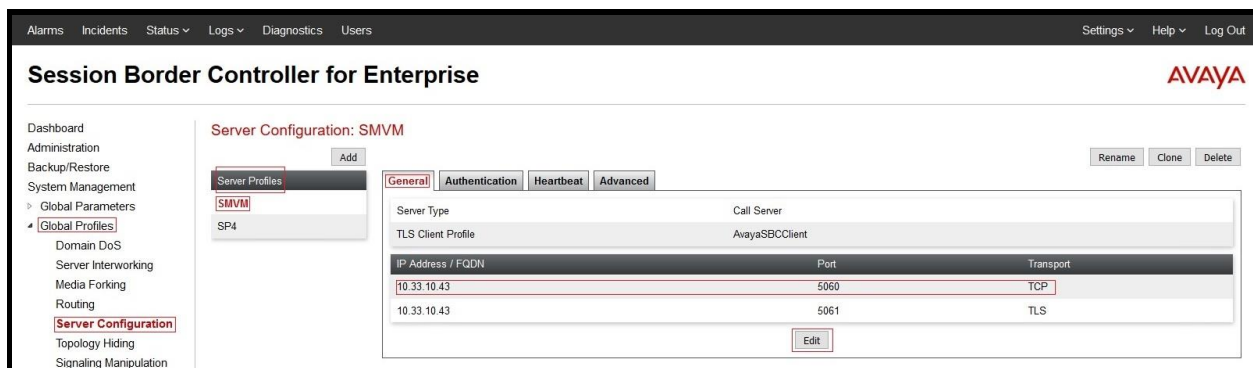 Alarms Incidents Status Logs Diagnostics Users Settings Help Log Out
Session Border Controller for Enterprise
AVAYA
Dashboard
Administration
Backup/Restore
System Management
Global Parameters
Global Profiles
Domain DoS
Server Interworking
Media Forking
Routing
Server Configuration
Topology Hiding
Signaling Manipulation
Server Configuration: SMVM
Add
Rename Clone Delete
Server Profiles
SMVM
SP4
General Authentication Heartbeat Advanced
Server Type Call Server
TLS Client Profile AvayaSBCClient
IP Address / FQDN Port Transport
10.33.10.43 5060 TCP
10.33.10.43 5061 TLS
Edit